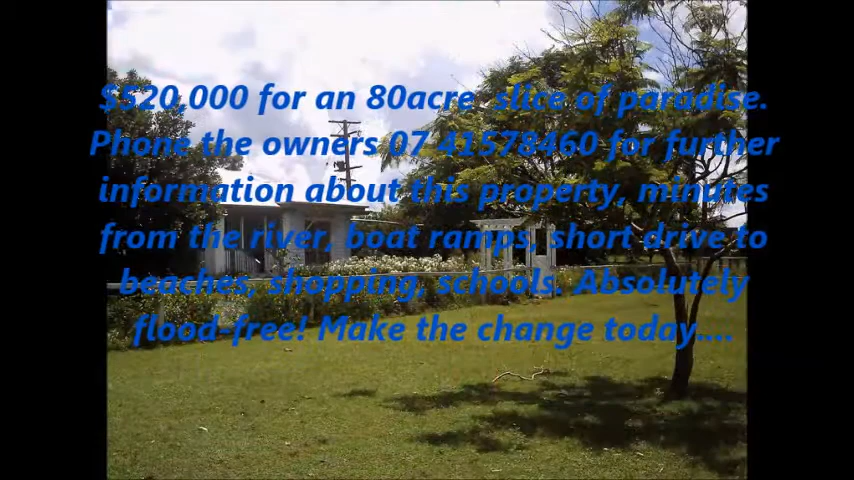 $520,000 for an 80acre slice of paradise.
Phone the owners 07 41578460 for further
information about this property, minutes
from the river, boat ramps, short drive to
beaches, shopping, schools. Absolutely
flood-free! Make the change today....